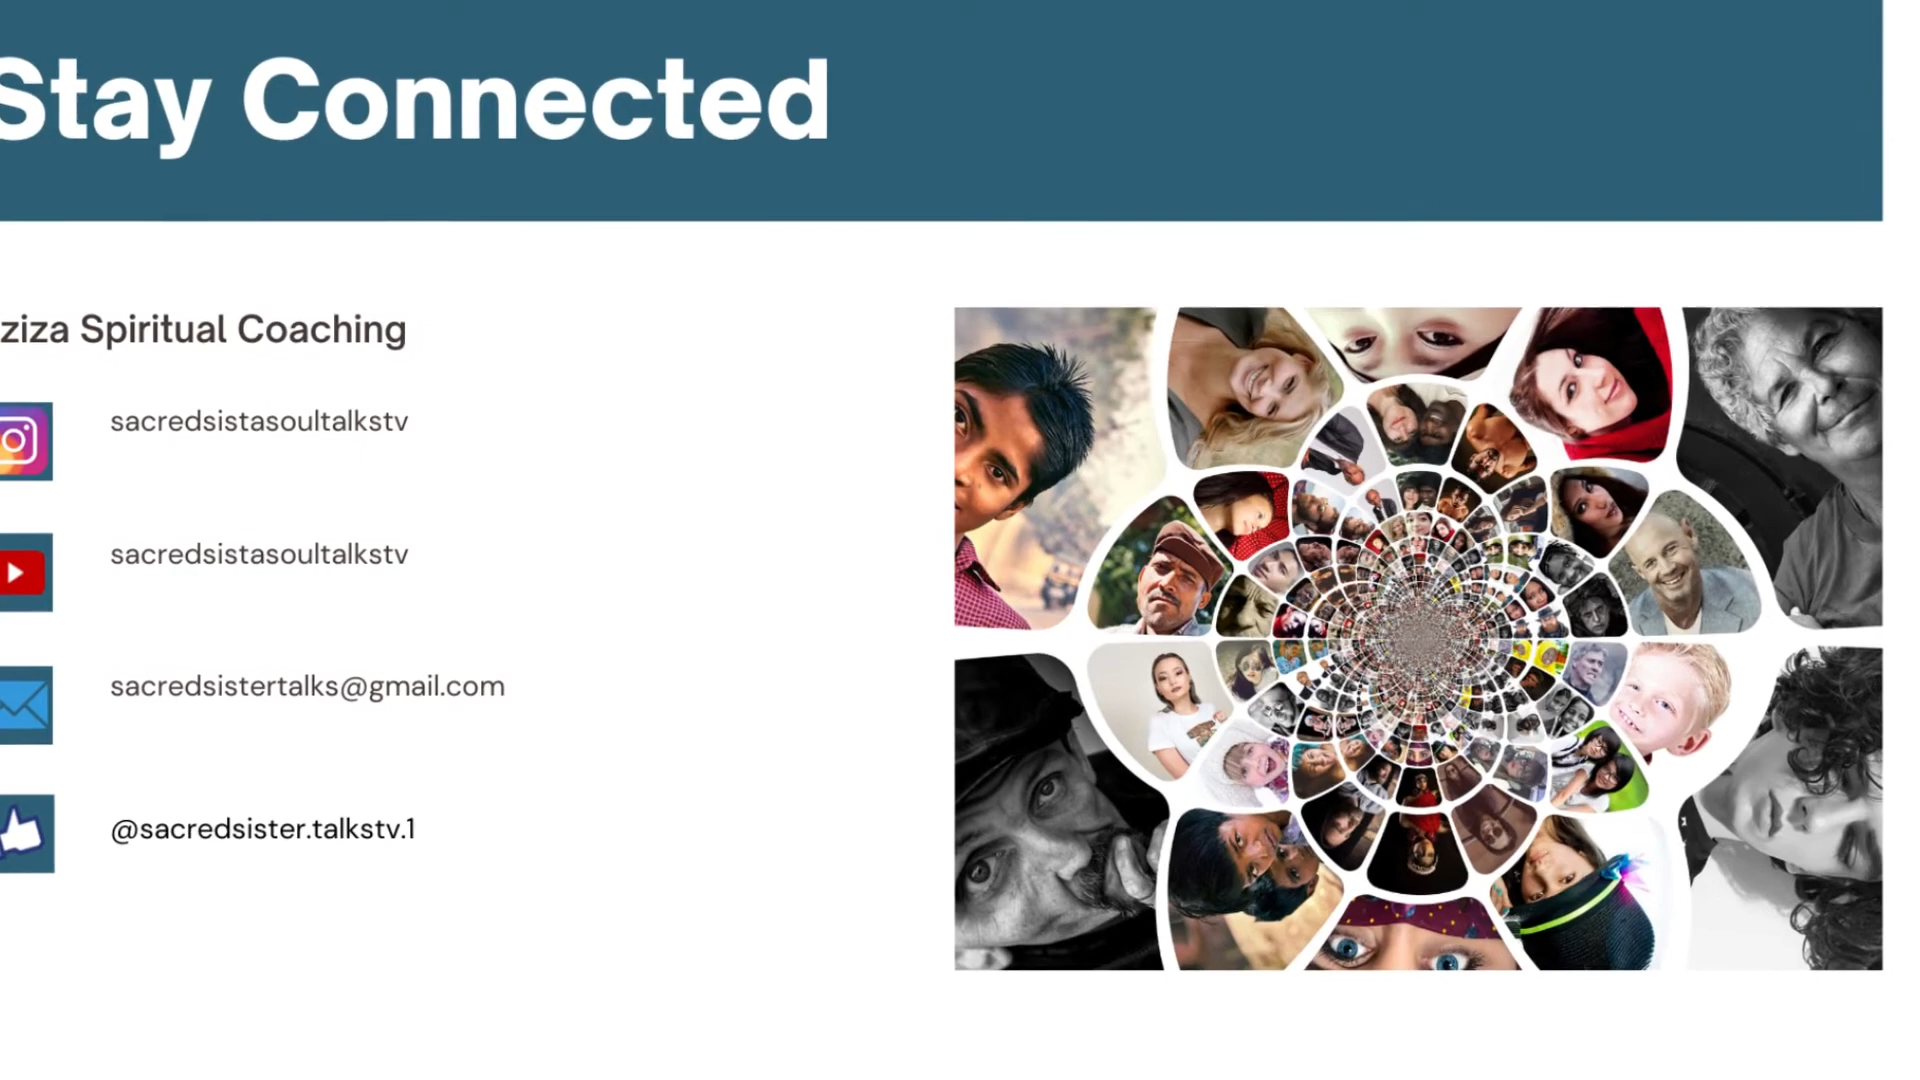 Stay Connected
ziza Spiritual Coaching
sacredsistasoultalkstv
sacredsistasoultalkstv
sacredsistertalks@gmail.com
@sacredsister.talkstv.1